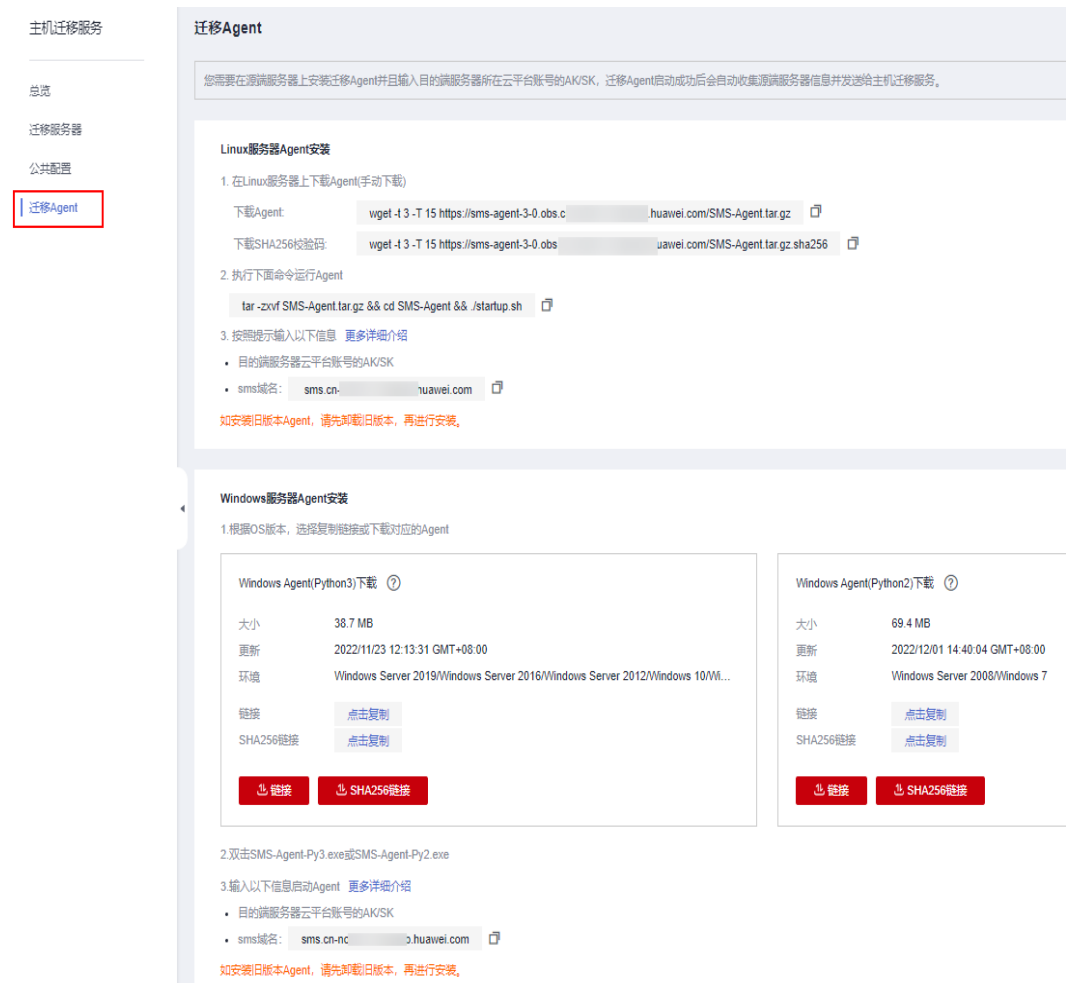 主机迁移服务
总览
迁移服务器
公共配置
迁移Agent
迁移Agent
您需要在源端服务器上安装迁移Agent并且输入目的端服务器所在云平台账号的AK/SK，迁移Agent启动成功后会自动收集源端服务器信息并发送给主机迁移服务。
Linux服务器Agent安装
1. 在Linux服务器上下载Agent(手动下载)
下载Agent: wget -t 3 -T 15 https://sms-agent-3-0.obs.c .huawei.com/SMS-Agent.tar.gz
下载SHA256校验码: wget -t 3 -T 15 https://sms-agent-3-0.obs uawei.com/SMS-Agent.tar.gz.sha256
2. 执行下面命令运行Agent
tar -zxvf SMS-Agent.tar.gz && cd SMS-Agent && ./startup.sh
3. 按照提示输入以下信息 更多详细介绍
• 目的端服务器云平台账号的AK/SK
• sms域名： sms.cn- huawei.com
如安装旧版本Agent，请先卸载旧版本，再进行安装。
Windows服务器Agent安装
1.根据OS版本，选择复制链接或下载对应的Agent
Windows Agent(Python3)下载 ?
大小 38.7 MB
更新 2022/11/23 12:13:31 GMT+08:00
环境 Windows Server 2019/Windows Server 2016/Windows Server 2012/Windows 10/Wi...
链接 点击复制
SHA256链接 点击复制
链接 SHA256链接
Windows Agent(Python2)下载 ?
大小 69.4 MB
更新 2022/12/01 14:40:04 GMT+08:00
环境 Windows Server 2008/Windows 7
链接 点击复制
SHA256链接 点击复制
链接 SHA256链接
2.双击SMS-Agent-Py3.exe或SMS-Agent-Py2.exe
3.输入以下信息启动Agent 更多详细介绍
• 目的端服务器云平台账号的AK/SK
• sms域名： sms.cn-nc .huawei.com
如安装旧版本Agent，请先卸载旧版本，再进行安装。